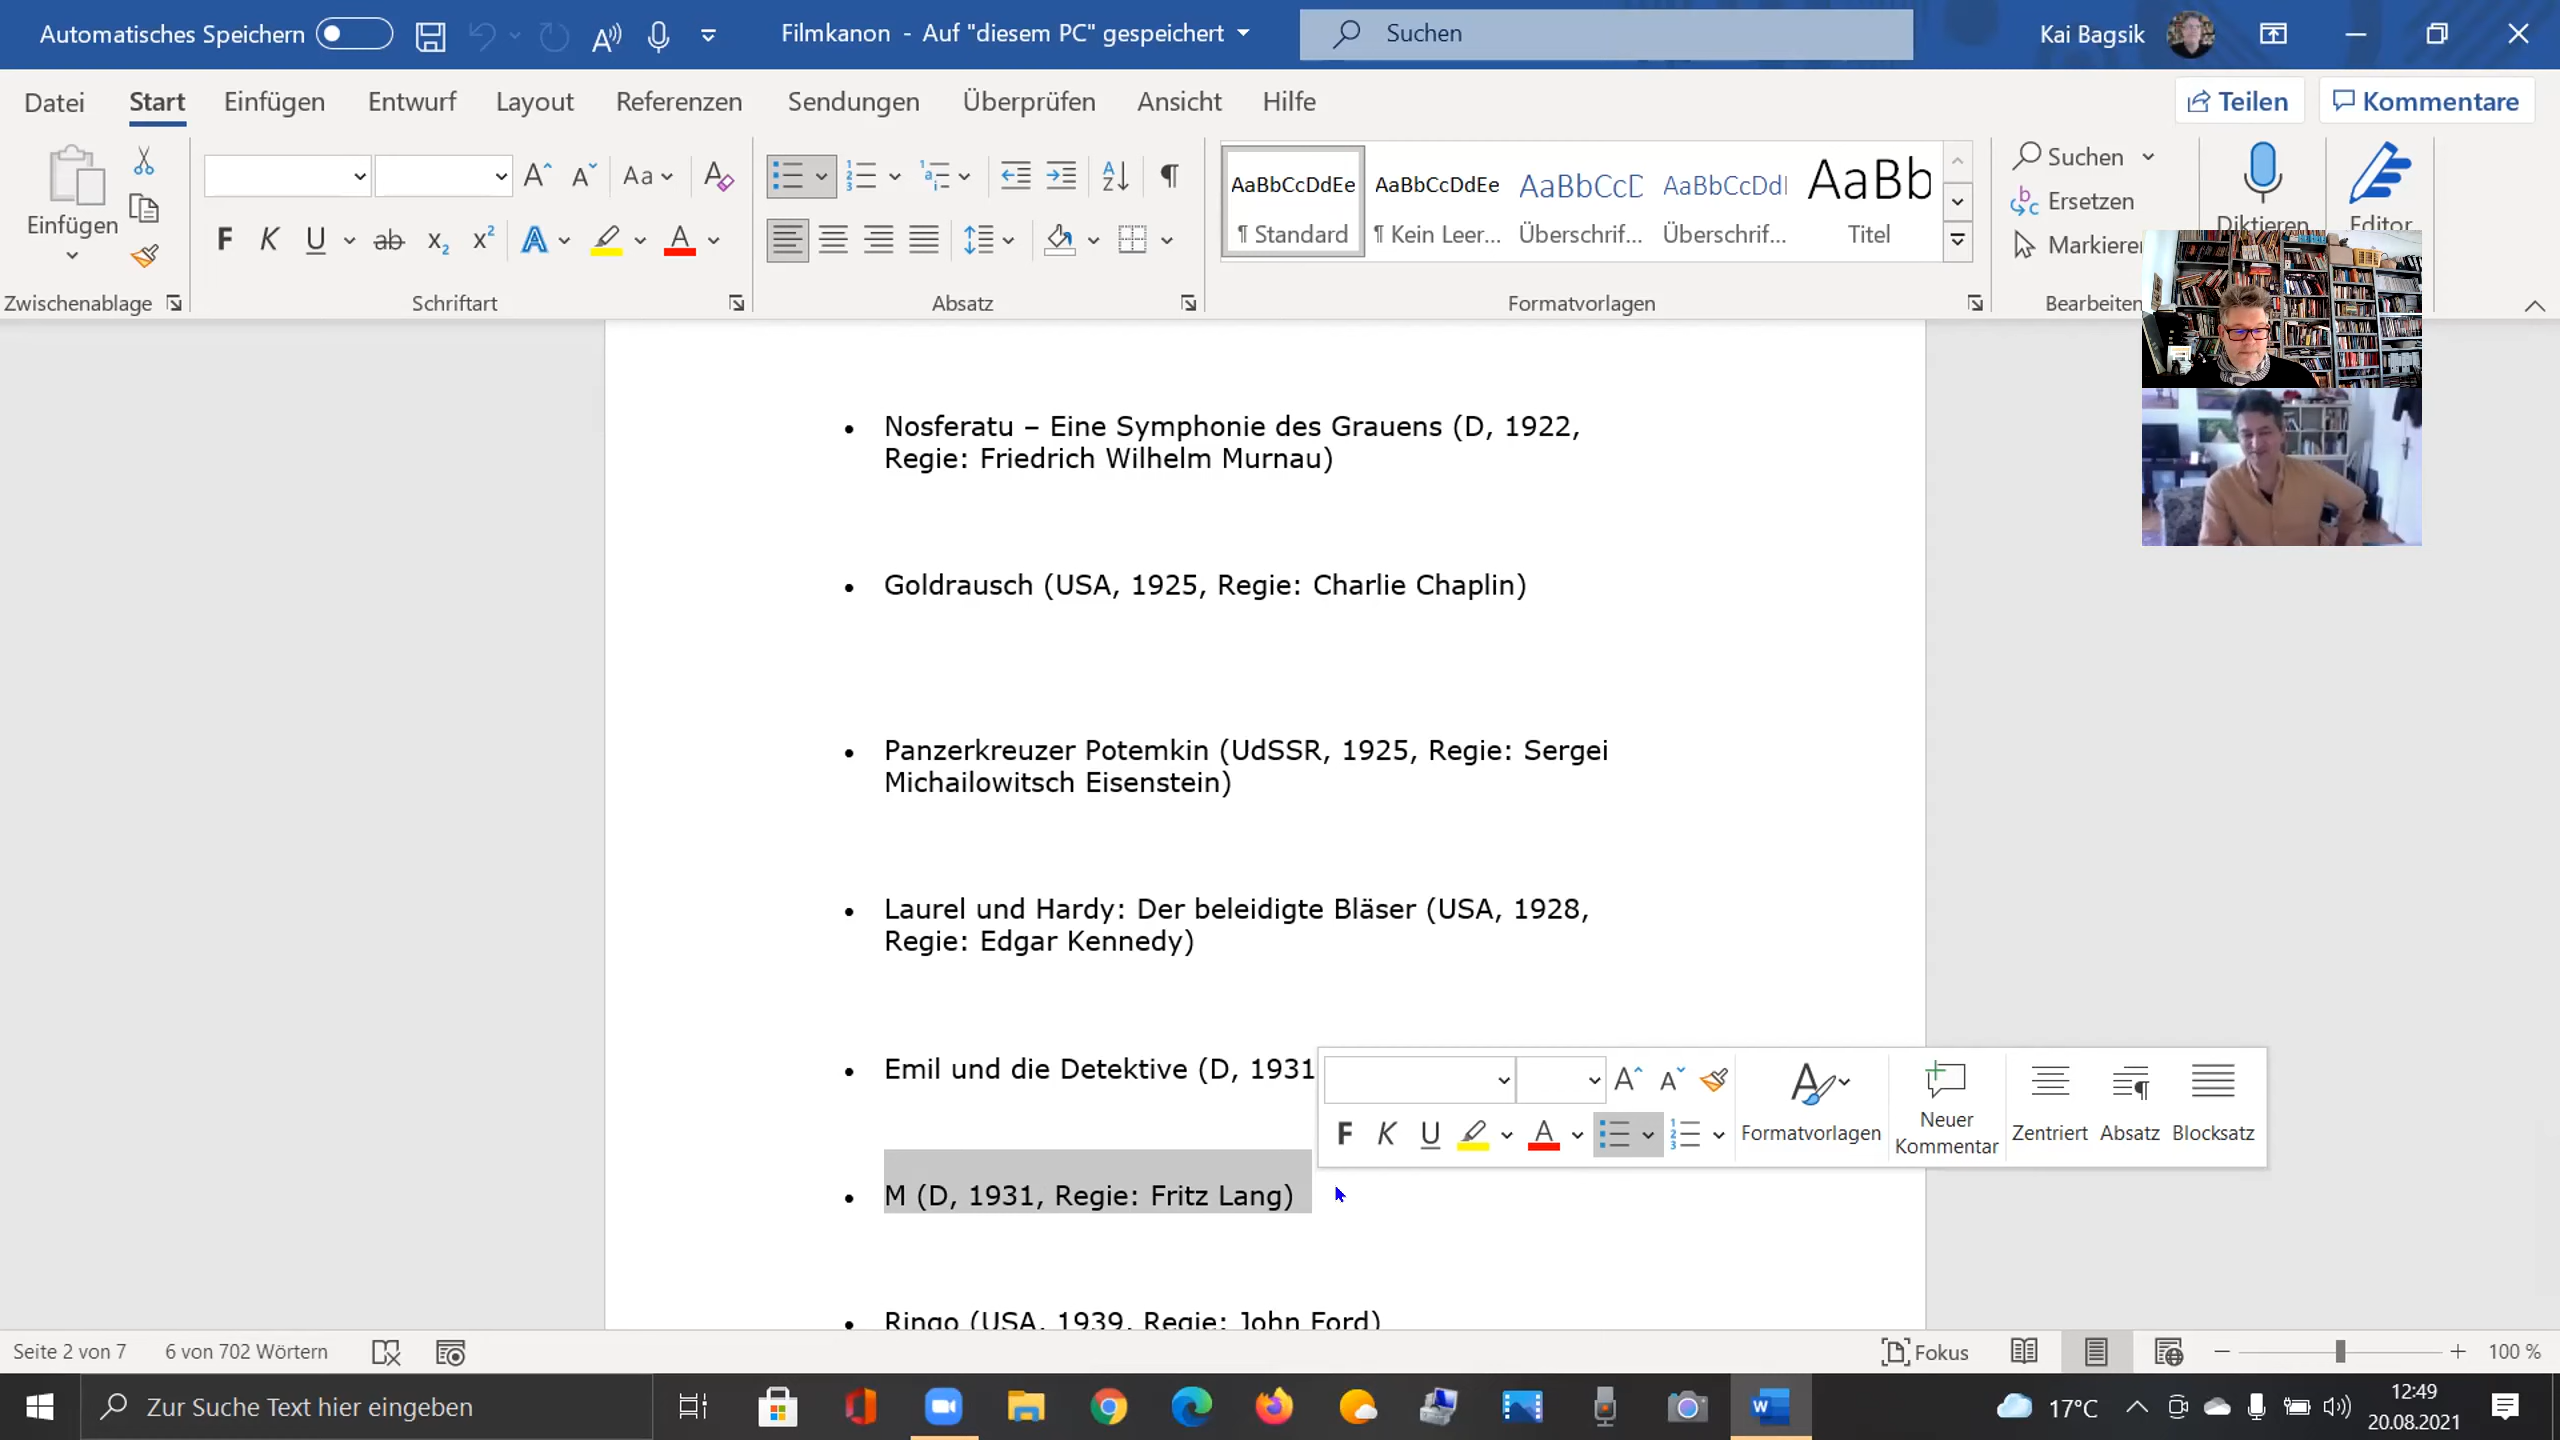 Automatisches Speichern
Filmkanon - Auf "diesem PC" gespeichert
Suchen
Kai Bagsik
Datei Start Einfügen Entwurf Layout Referenzen Sendungen Überprüfen Ansicht Hilfe
Teilen
Kommentare
Einfügen
Zwischenablage
Aa
F K U ab x₂ x² A A
Schriftart
Absatz
AaBbCcDdEe AaBbCcDdEe AaBbCcD AaBbCcDdI AaBb
¶ Standard ¶ Kein Leer... Überschrif... Überschrif... Titel
Formatvorlagen
Suchen
Ersetzen
Markieren
Bearbeiten
Diktieren
Editor
• Nosferatu – Eine Symphonie des Grauens (D, 1922,
Regie: Friedrich Wilhelm Murnau)
• Goldrausch (USA, 1925, Regie: Charlie Chaplin)
• Panzerkreuzer Potemkin (UdSSR, 1925, Regie: Sergei
Michailowitsch Eisenstein)
• Laurel und Hardy: Der beleidigte Bläser (USA, 1928,
Regie: Edgar Kennedy)
• Emil und die Detektive (D, 1931
F K U A
Formatvorlagen
Neuer
Kommentar
Zentriert
Absatz
Blocksatz
• M (D, 1931, Regie: Fritz Lang)
• Ringo (USA, 1939, Regie: John Ford)
Seite 2 von 7
6 von 702 Wörtern
Fokus
100 %
Zur Suche Text hier eingeben
17°C
12:49
20.08.2021